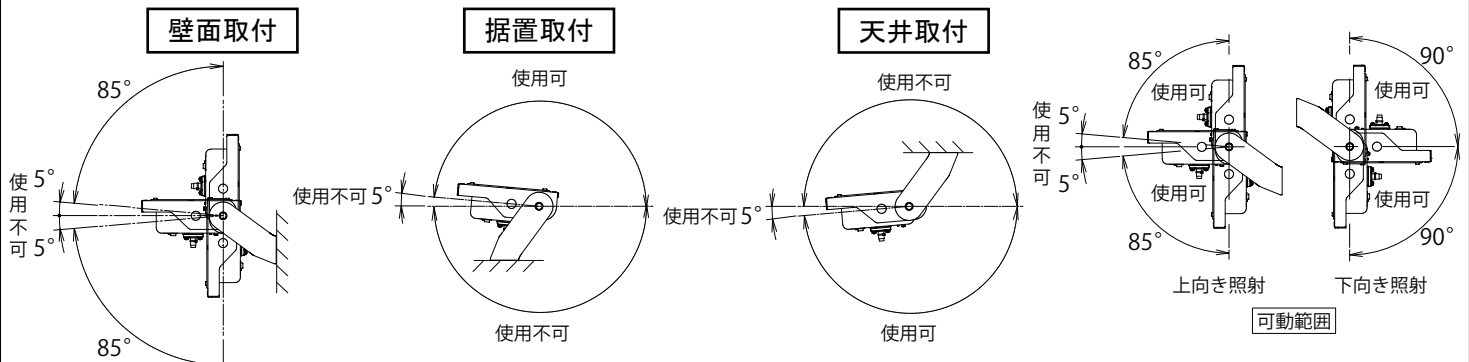 壁面取付
85°
使用不可
5°
5°
85°
据置取付
使用可
使用不可 5°
使用不可
天井取付
使用不可
使用不可 5°
使用可
85°
使用可
使用不可
5°
5°
使用可
85°
上向き照射
90°
使用可
使用可
90°
下向き照射
可動範囲